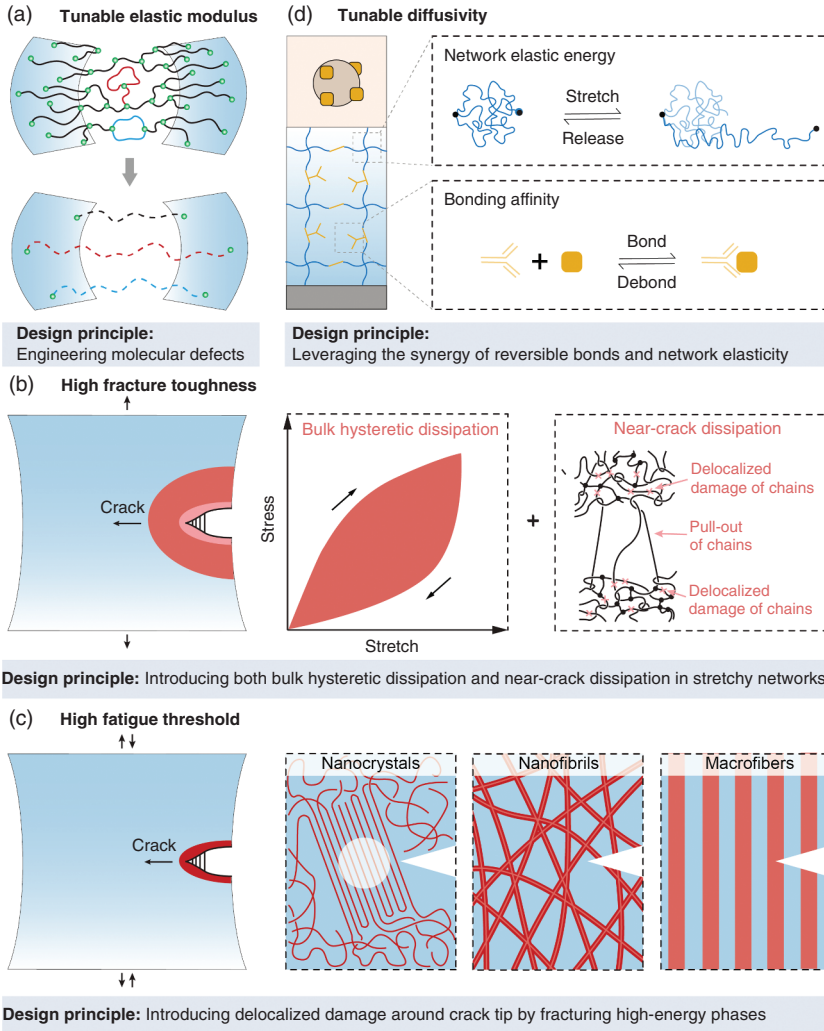 (a)
Tunable elastic modulus
Design principle:
Engineering molecular defects
(d)
Tunable diffusivity
Network elastic energy
Stretch
Release
Bonding affinity
+
Bond
Debond
Design principle:
Leveraging the synergy of reversible bonds and network elasticity
(b)
High fracture toughness
Crack
Stress
Bulk hysteretic dissipation
Stretch
+
Near-crack dissipation
Delocalized
damage of chains
Pull-out
of chains
Delocalized
damage of chains
Design principle: Introducing both bulk hysteretic dissipation and near-crack dissipation in stretchy networks
(c)
High fatigue threshold
Crack
Nanocrystals
Nanofibrils
Macrofibers
Design principle: Introducing delocalized damage around crack tip by fracturing high-energy phases